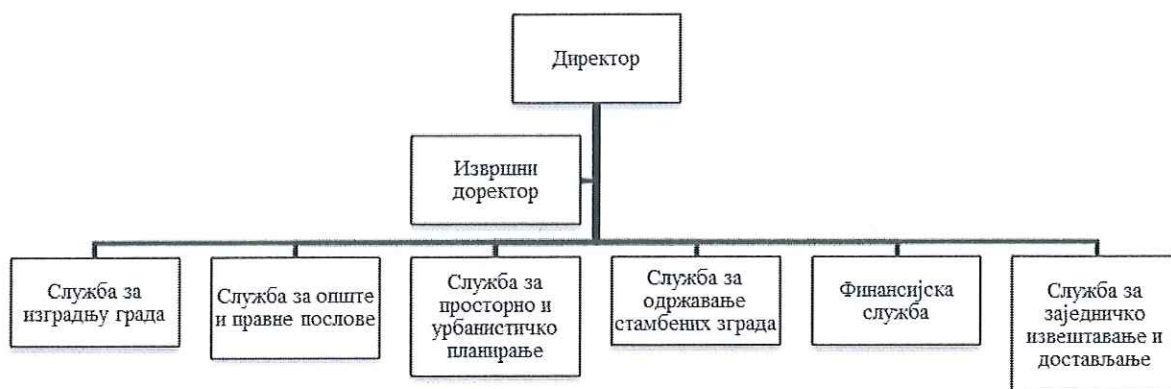 Директор
Извршни
доректор
Служба за
изградњу града
Служба за опште
и правне послове
Служба за
просторно и
урбанистичко
планирање
Служба за
одржавање
стамбених зграда
Финансијска
служба
Служба за
заједничко
извештавање и
достављање